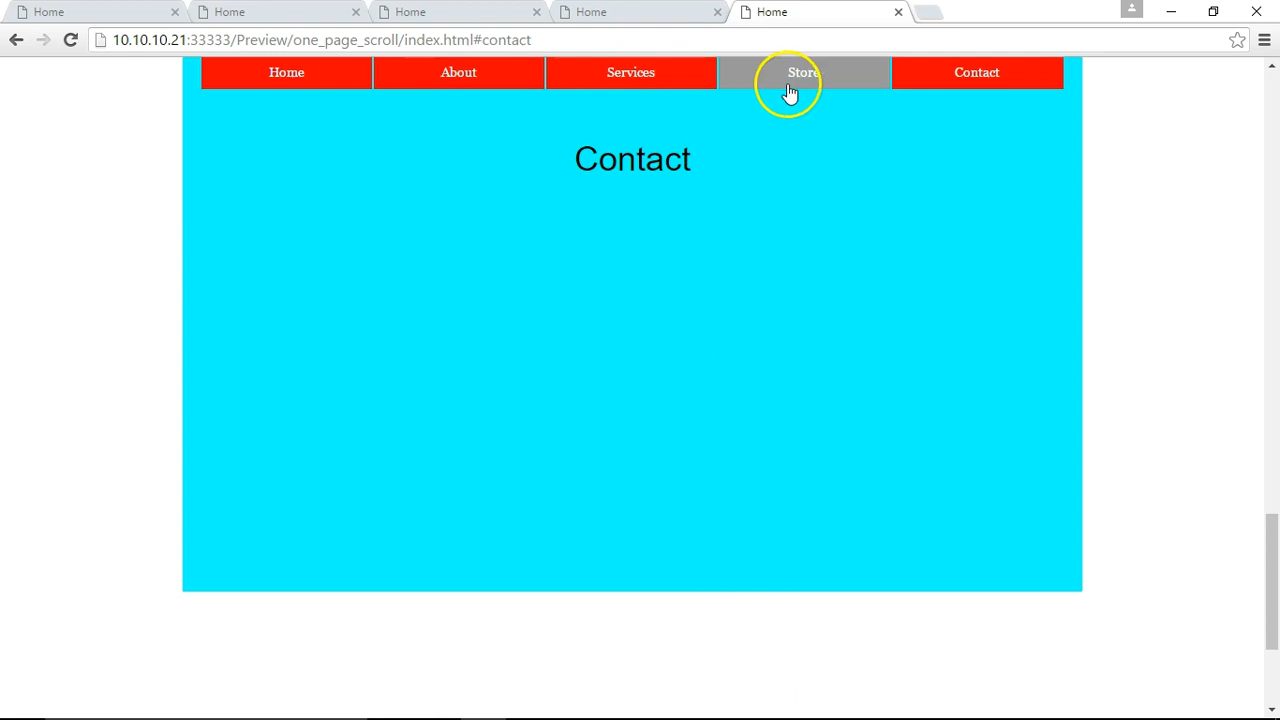 Home Home Home Home Home
10.10.10.21:33333/Preview/one_page_scroll/index.html#contact
Home About Services Store Contact
Contact